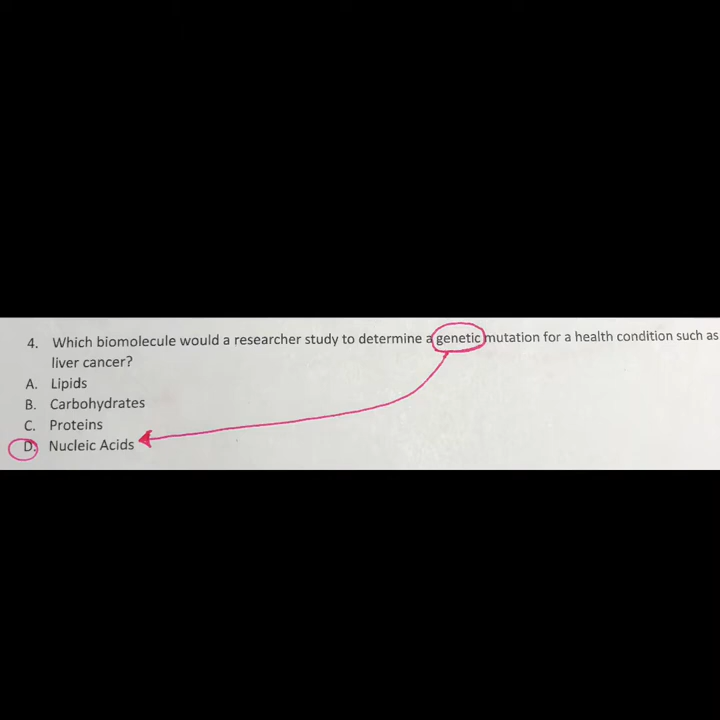 4. Which biomolecule would a researcher study to determine a genetic mutation for a health condition such as
liver cancer?
A. Lipids
B. Carbohydrates
C. Proteins
D. Nucleic Acids